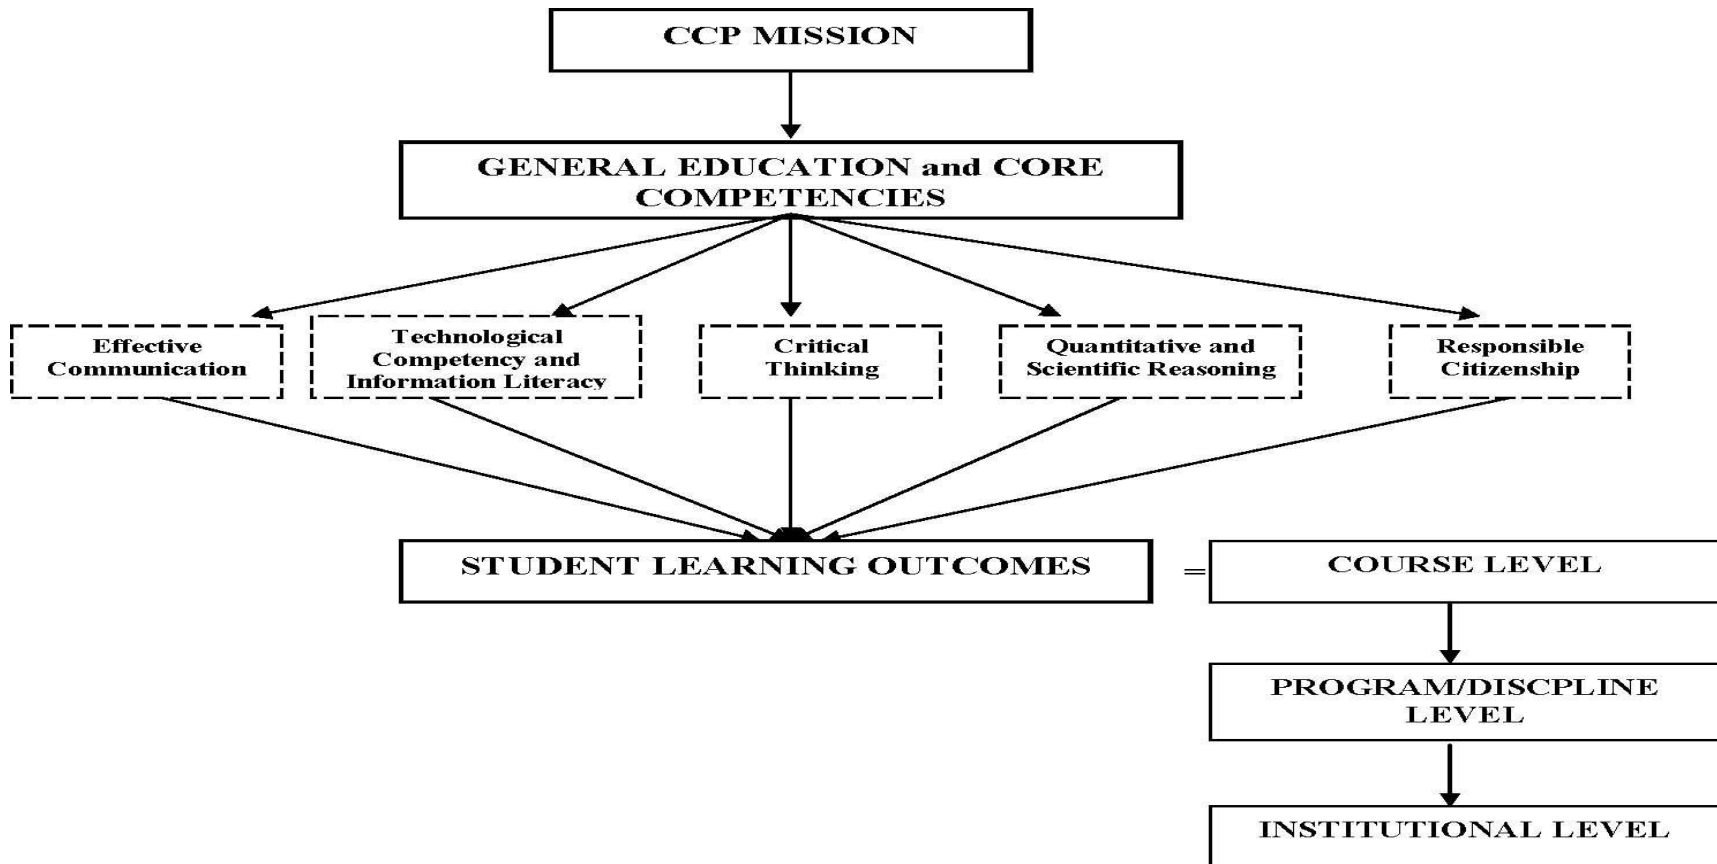 CCP MISSION
GENERAL EDUCATION and CORE
COMPETENCIES
Effective
Communication
Technological
Competency and
Information Literacy
Critical
Thinking
Quantitative and
Scientific Reasoning
Responsible
Citizenship
STUDENT LEARNING OUTCOMES
=
COURSE LEVEL
PROGRAM/DISCPLINE
LEVEL
INSTITUTIONAL LEVEL